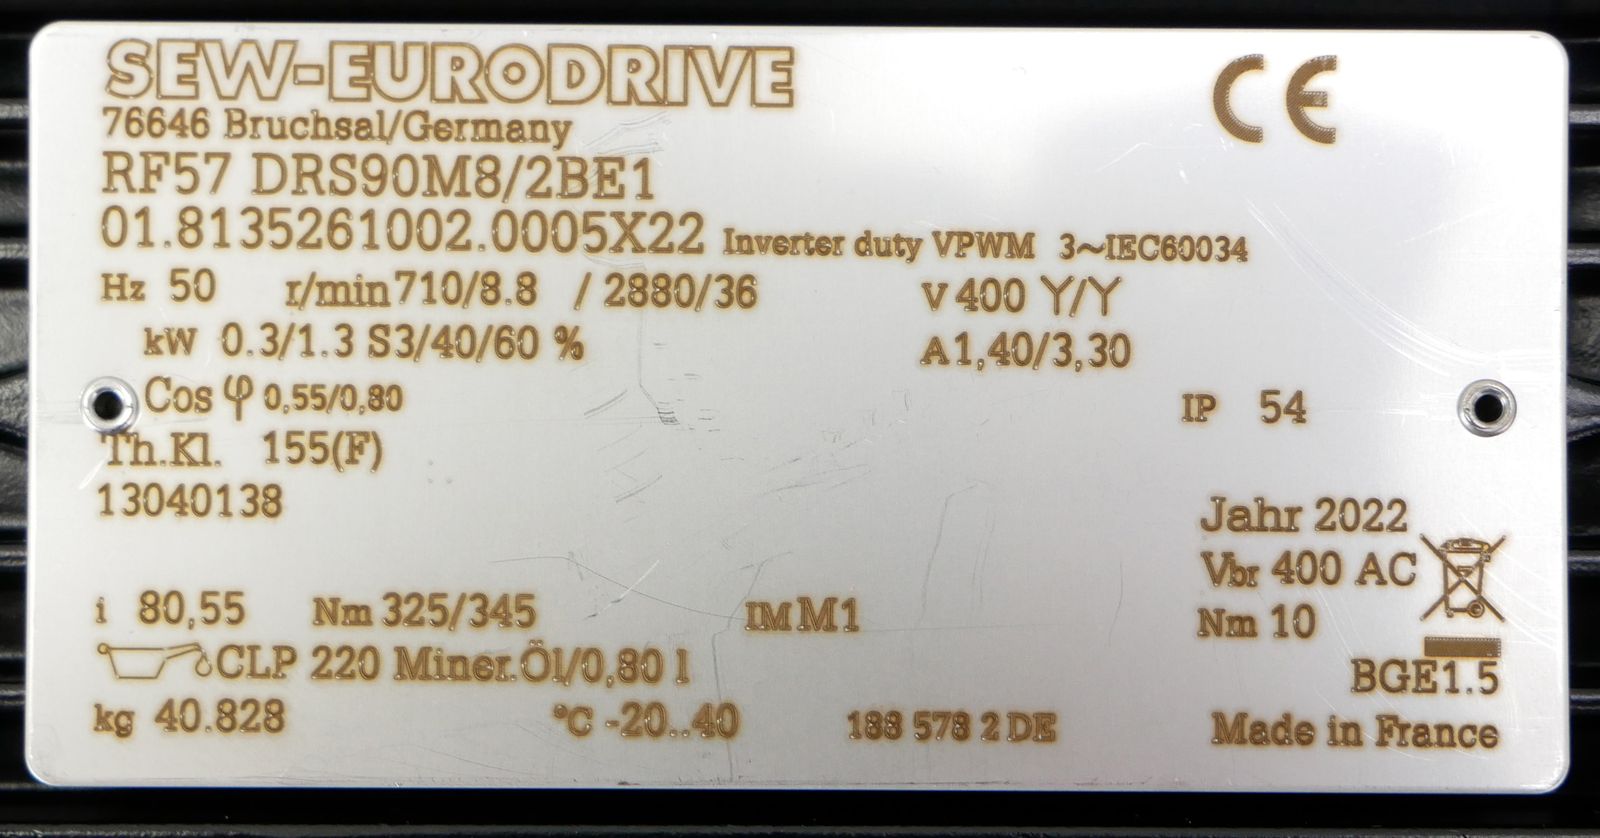 SEW-EURODRIVE
CE
76646 Bruchsal/Germany
RF57 DRS90M8/2BE1
01.8135261002.0005X22 Inverter duty VPWM 3~IEC60034
Hz 50 r/min 710/8.8 / 2880/36 V 400 Y/Y
kW 0.3/1.3 S3/40/60 % A 1,40/3,30
Cos φ 0,55/0,80 IP 54
Th.Kl. 155(F)
13040138
Jahr 2022
Vbr 400 AC
i 80,55 Nm 325/345 IM M1 Nm 10
CLP 220 Miner.Öl/0,80 l BGE1.5
kg 40.828 °C -20..40 188 578 2 DE Made in France